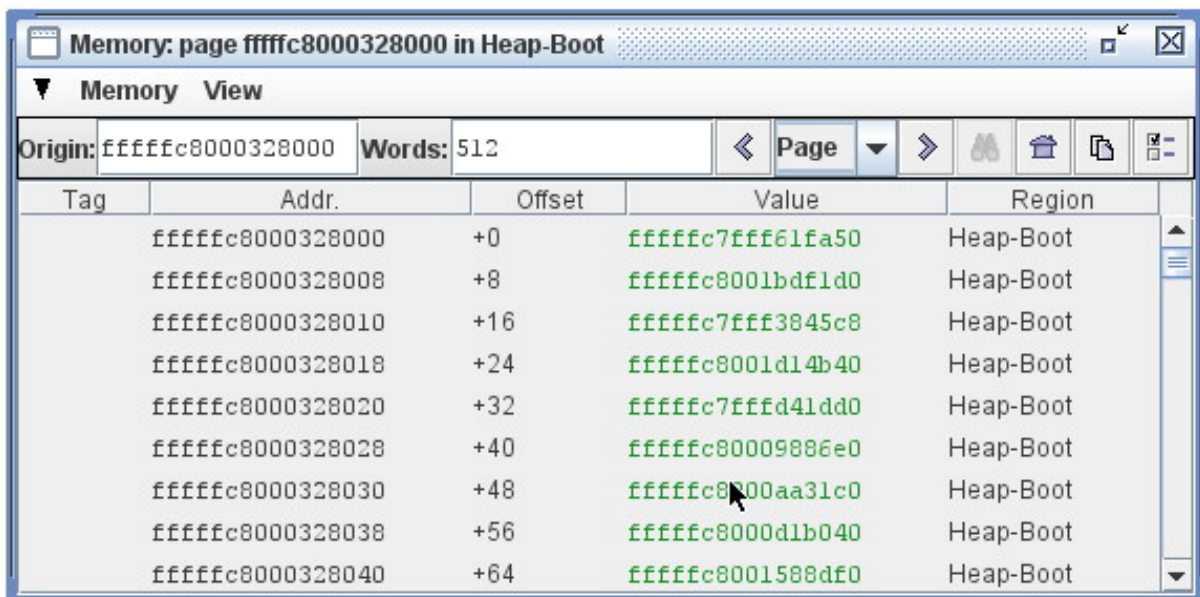 Memory: page fffffc8000328000 in Heap-Boot
Memory View
Origin: fffffc8000328000 Words: 512 Page
Tag Addr. Offset Value Region
fffffc8000328000 +0 fffffc7fff61fa50 Heap-Boot
fffffc8000328008 +8 fffffc8001bdf1d0 Heap-Boot
fffffc8000328010 +16 fffffc7fff3845c8 Heap-Boot
fffffc8000328018 +24 fffffc8001d14b40 Heap-Boot
fffffc8000328020 +32 fffffc7fffd41dd0 Heap-Boot
fffffc8000328028 +40 fffffc80009886e0 Heap-Boot
fffffc8000328030 +48 Heap-Boot
fffffc8000328038 +56 fffffc8000d1b040 Heap-Boot
fffffc8000328040 +64 fffffc8001588df0 Heap-Boot